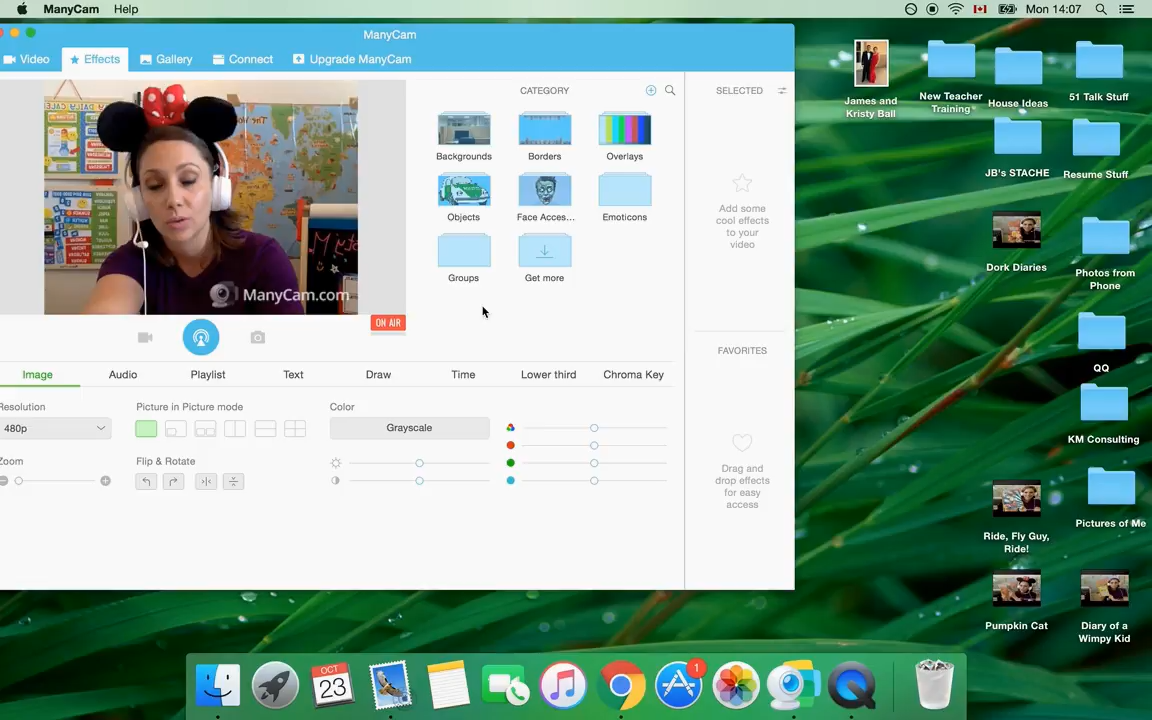 ManyCam Help
Mon 14:07
ManyCam
Video Effects Gallery Connect Upgrade ManyCam
CATEGORY
SELECTED
Backgrounds Borders Overlays
Objects Face Acces... Emoticons
Groups Get more
Add some
cool effects
to your
video
ManyCam.com
ON AIR
FAVORITES
Image Audio Playlist Text Draw Time Lower third Chroma Key
Resolution
480p
Picture in Picture mode
Color
Grayscale
Zoom
Flip & Rotate
Drag and
drop effects
for easy
access
James and
Kristy Ball
New Teacher
Training
House Ideas
51 Talk Stuff
JB's STACHE
Resume Stuff
Dork Diaries
Photos from
Phone
QQ
KM Consulting
Ride, Fly Guy,
Ride!
Pictures of Me
Pumpkin Cat
Diary of a
Wimpy Kid
OCT
23
1